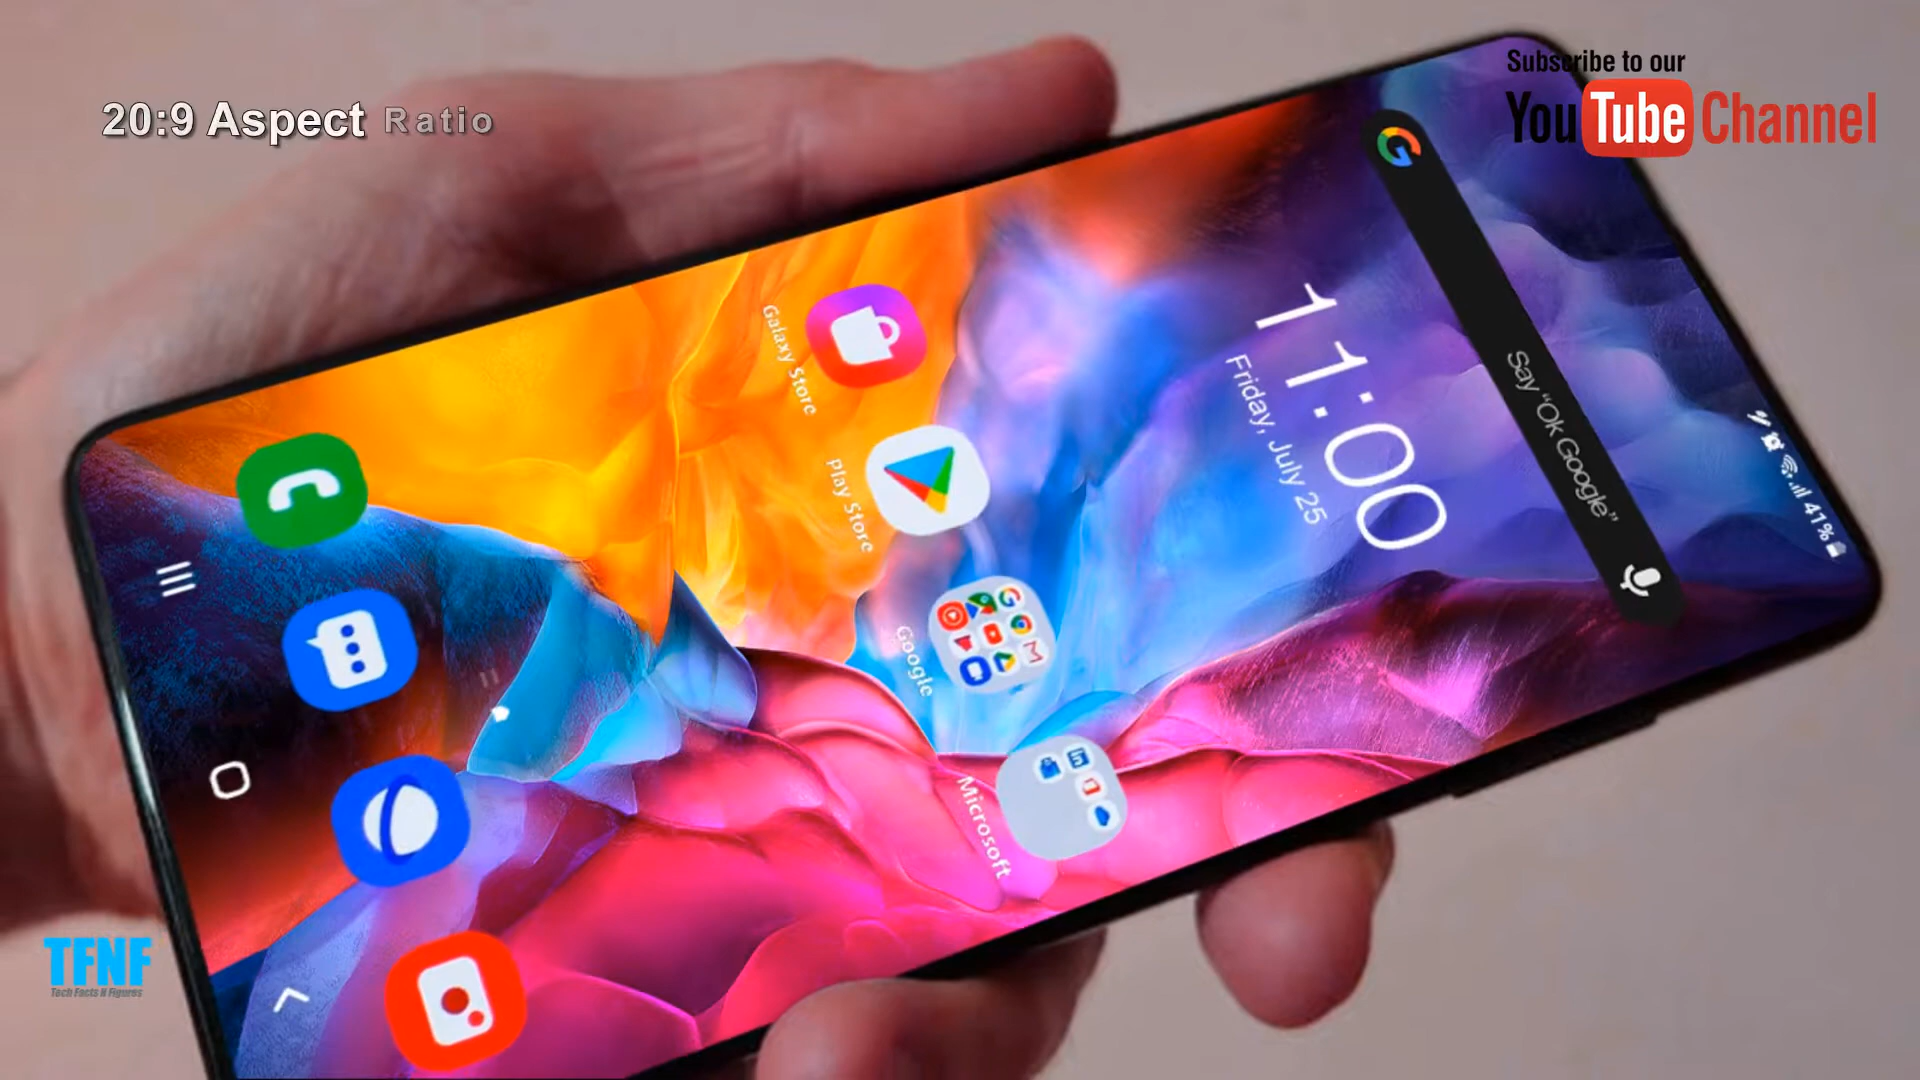 20:9 Aspect Ratio
Subscribe to our
YouTube Channel
Say “Ok Google”
41%
11:00
Friday, July 25
Galaxy Store
Play Store
Google
Microsoft
TFNF
Tech Facts N Figures